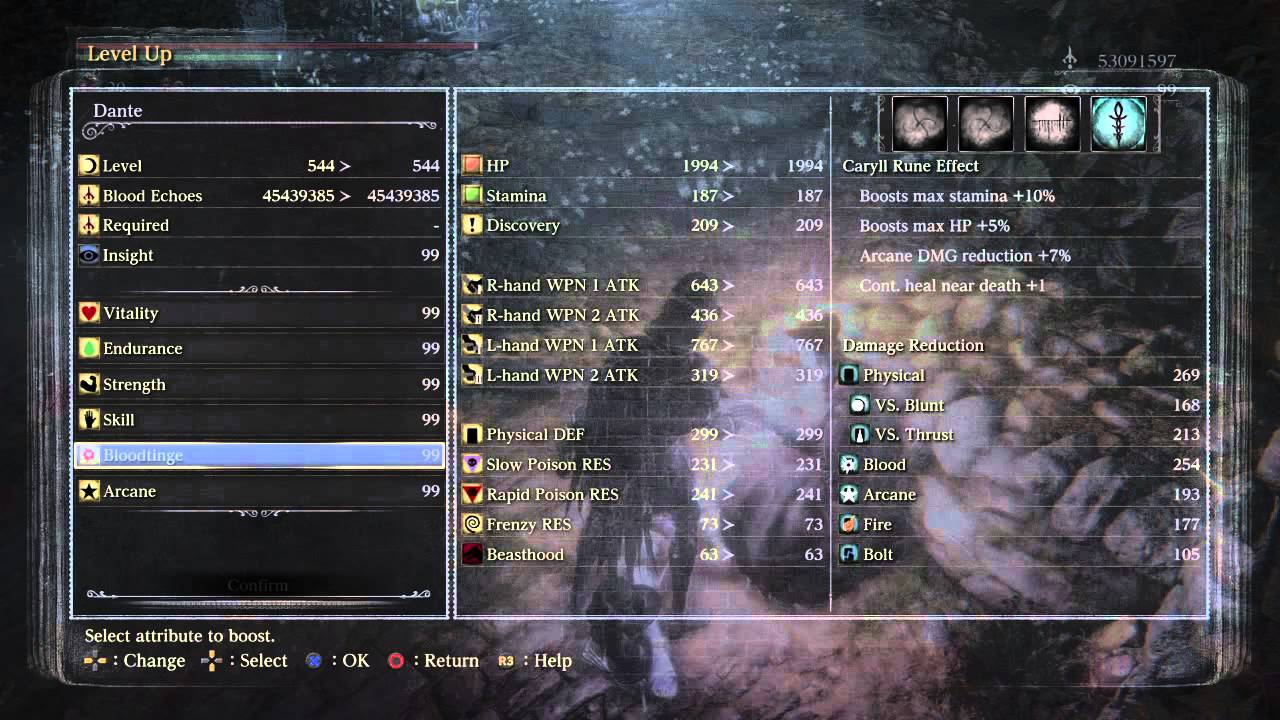 Level Up
53091597
99
Dante
Level 544 > 544
Blood Echoes 45439385 > 45439385
Required -
Insight 99
Vitality 99
Endurance 99
Strength 99
Skill 99
Bloodtinge 99
Arcane 99
Confirm
HP 1994 > 1994
Stamina 187 > 187
Discovery 209 > 209
R-hand WPN 1 ATK 643 > 643
R-hand WPN 2 ATK 436 > 436
L-hand WPN 1 ATK 767 > 767
L-hand WPN 2 ATK 319 > 319
Physical DEF 299 > 299
Slow Poison RES 231 > 231
Rapid Poison RES 241 > 241
Frenzy RES 73 > 73
Beasthood 63 > 63
Caryll Rune Effect
Boosts max stamina +10%
Boosts max HP +5%
Arcane DMG reduction +7%
Cont. heal near death +1
Damage Reduction
Physical 269
VS. Blunt 168
VS. Thrust 213
Blood 254
Arcane 193
Fire 177
Bolt 105
Select attribute to boost.
: Change : Select : OK : Return R3 : Help